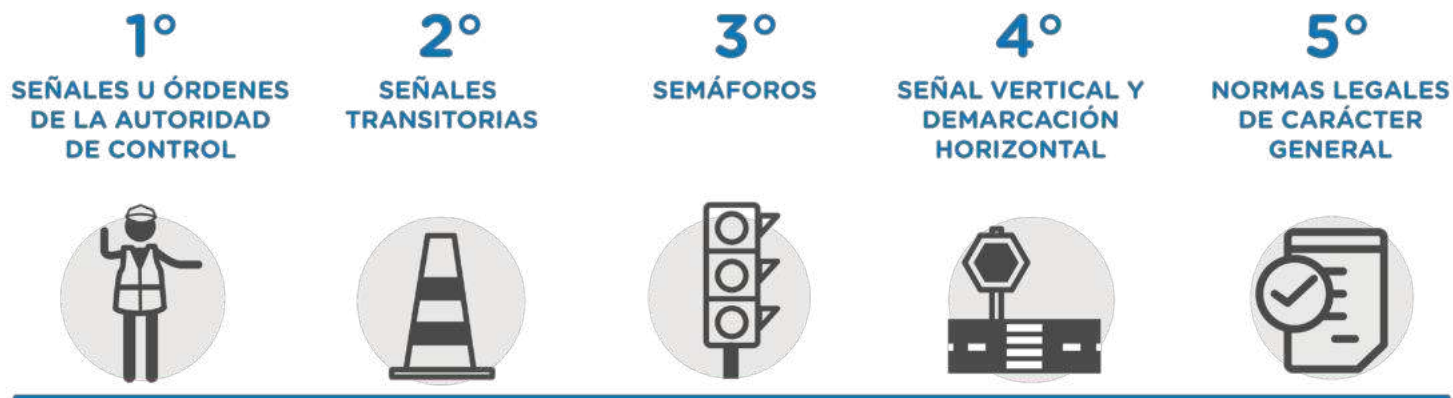 1°
SEÑALES U ÓRDENES
DE LA AUTORIDAD
DE CONTROL
2°
SEÑALES
TRANSITORIAS
3°
SEMÁFOROS
4°
SEÑAL VERTICAL Y
DEMARCACIÓN
HORIZONTAL
5°
NORMAS LEGALES
DE CARÁCTER
GENERAL